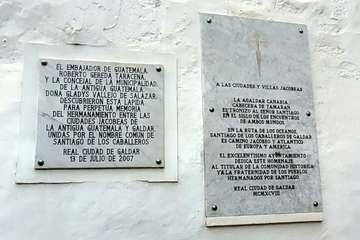 EL EMBAJADOR DE GUATEMALA,
ROBERTO GEREDA TARACENA,
Y LA CONCEJAL DE LA MUNICIPALIDAD,
DE LA ANTIGUA GUATEMALA,
DOÑA GLADYS VALLEJO DE SALAZAR,
DESCUBRIERON ESTA LAPIDA
PARA PERPETUA MEMORIA
DEL HERMANAMIENTO ENTRE LAS
CIUDADES JACOBEAS DE
LA ANTIGUA GUATEMALA Y GALDAR,
UNIDAS POR EL NOMBRE COMUN DE
SANTIAGO DE LOS CABALLEROS
REAL CIUDAD DE GALDAR
13 DE JULIO DE 2007
A LAS CIUDADES Y VILLAS JACOBEAS
LA AGALDAR CANARIA
CABECERA DE TAMARAN
SE TROZO AL SEÑOR SANTIAGO
EN EL SIGLO DE LOS ENCUENTROS
DE AMBOS MUNDOS
EN LA RUTA DE LOS OCEANOS,
SANTIAGO DE LOS CABALLEROS
ES CAMINO JACOBEO Y ATLANTICO
DE EUROPA Y AMERICA
EL EXCELENTISIMO AYUNTAMIENTO
DEDICA ESTE HOMENAJE
AL TITULAR DE LA COMUNIDAD HISTORICA
Y LA FRATERNIDAD DE LOS PUEBLOS
HERMANADOS POR SANTIAGO
REAL CIUDAD DE GALDAR
MCMXCVIII